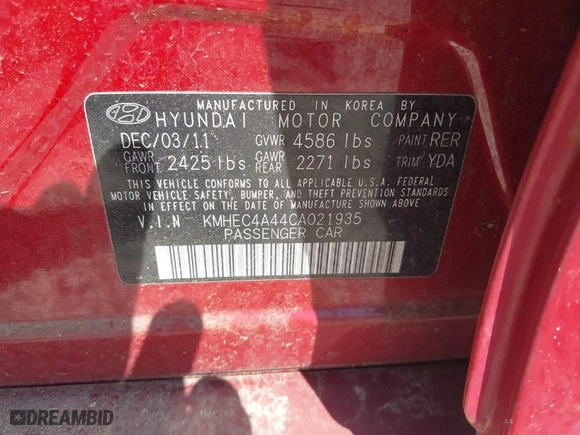 MANUFACTURED IN KOREA BY
HYUNDAI MOTOR COMPANY
DEC/03/11 GVWR 4586 lbs PAINT RER
GAWR FRONT 2425 lbs GAWR REAR 2271 lbs TRIM YDA
THIS VEHICLE CONFORMS TO ALL APPLICABLE U.S.A. FEDERAL
MOTOR VEHICLE SAFETY, BUMPER, AND THEFT PREVENTION STANDARDS
IN EFFECT ON THE DATE OF MANUFACTURE SHOWN ABOVE.
V.I.N KMHEC4A44CA021935
PASSENGER CAR
DREAMBID